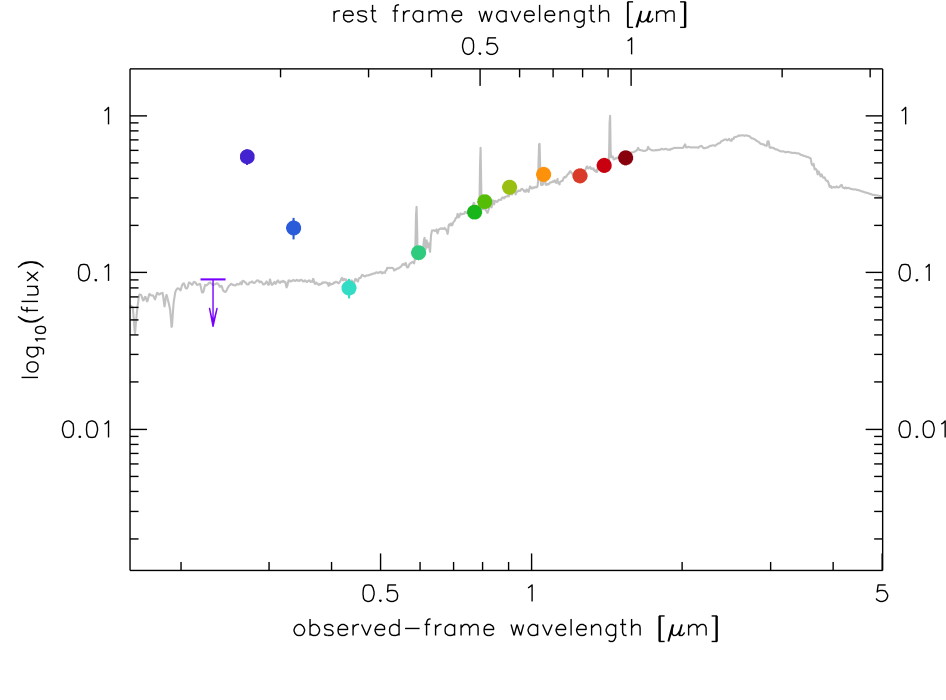 rest frame wavelength [μm]
0.5 1
1 1
0.1 0.1
0.01 0.01
log10(flux)
0.5 1 5
observed-frame wavelength [μm]